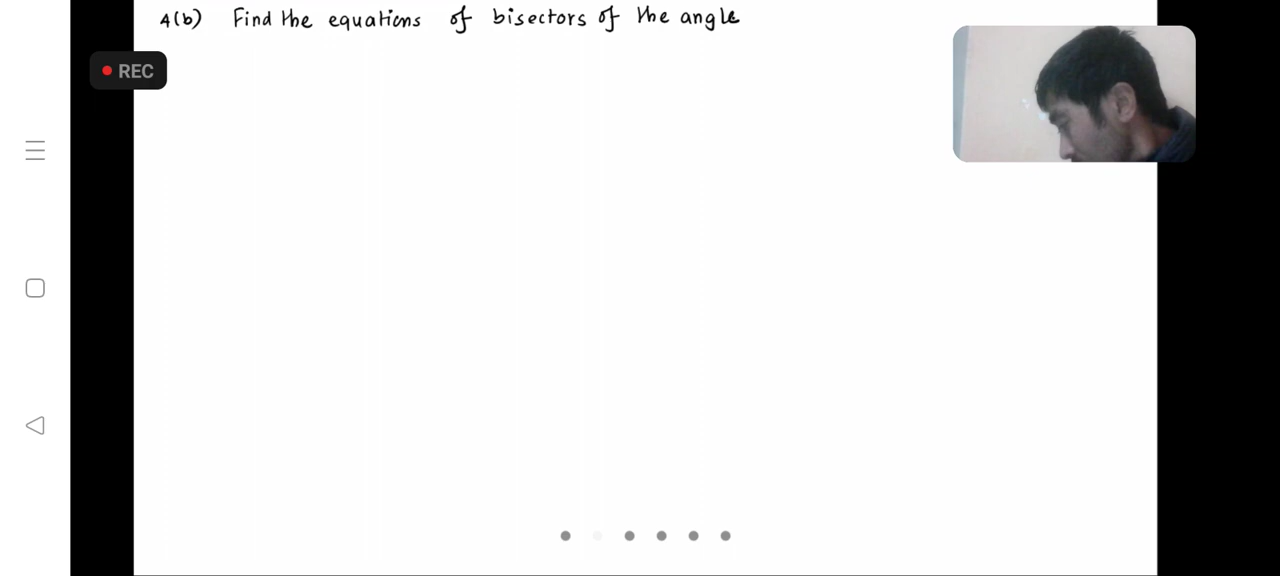 4(b) Find the equations of bisectors of the angle
REC